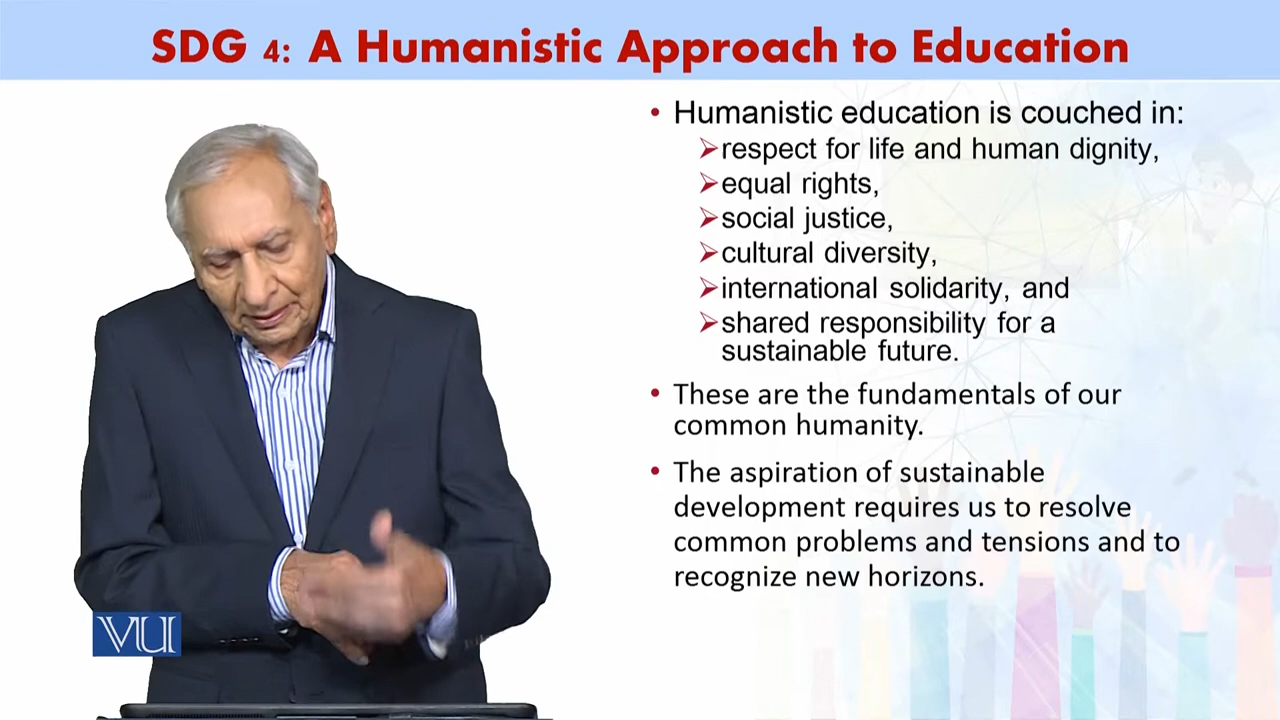 SDG 4: A Humanistic Approach to Education
• Humanistic education is couched in:
➢respect for life and human dignity,
➢equal rights,
➢social justice,
➢cultural diversity,
➢international solidarity, and
➢shared responsibility for a
sustainable future.
• These are the fundamentals of our
common humanity.
• The aspiration of sustainable
development requires us to resolve
common problems and tensions and to
recognize new horizons.
VU